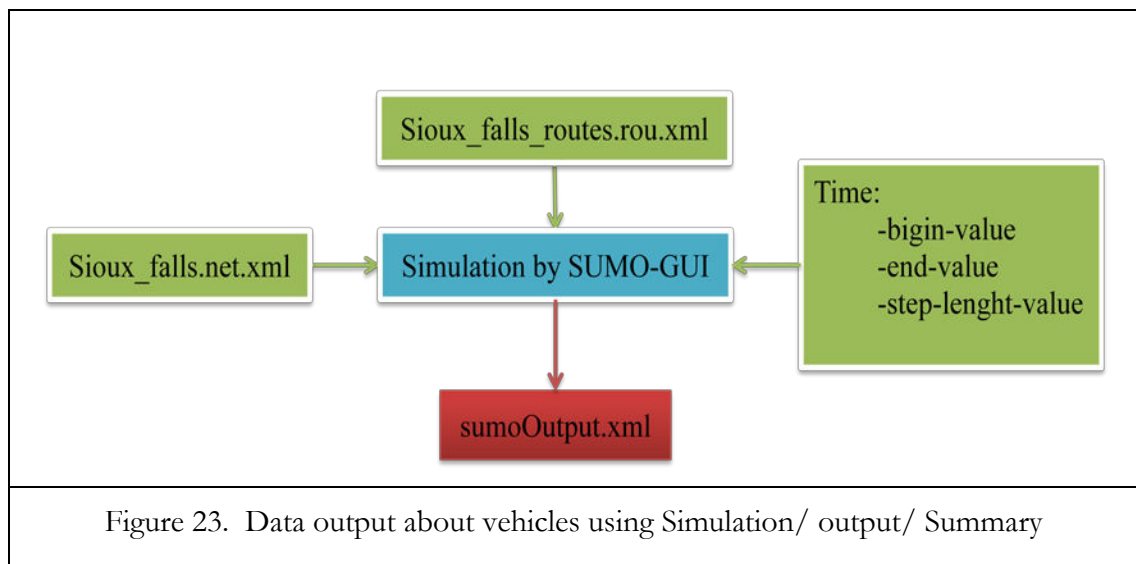 Sioux_falls_routes.rou.xml
Sioux_falls.net.xml
Simulation by SUMO-GUI
Time:
-bigin-value
-end-value
-step-lenght-value
sumoOutput.xml
Figure 23. Data output about vehicles using Simulation/ output/ Summary